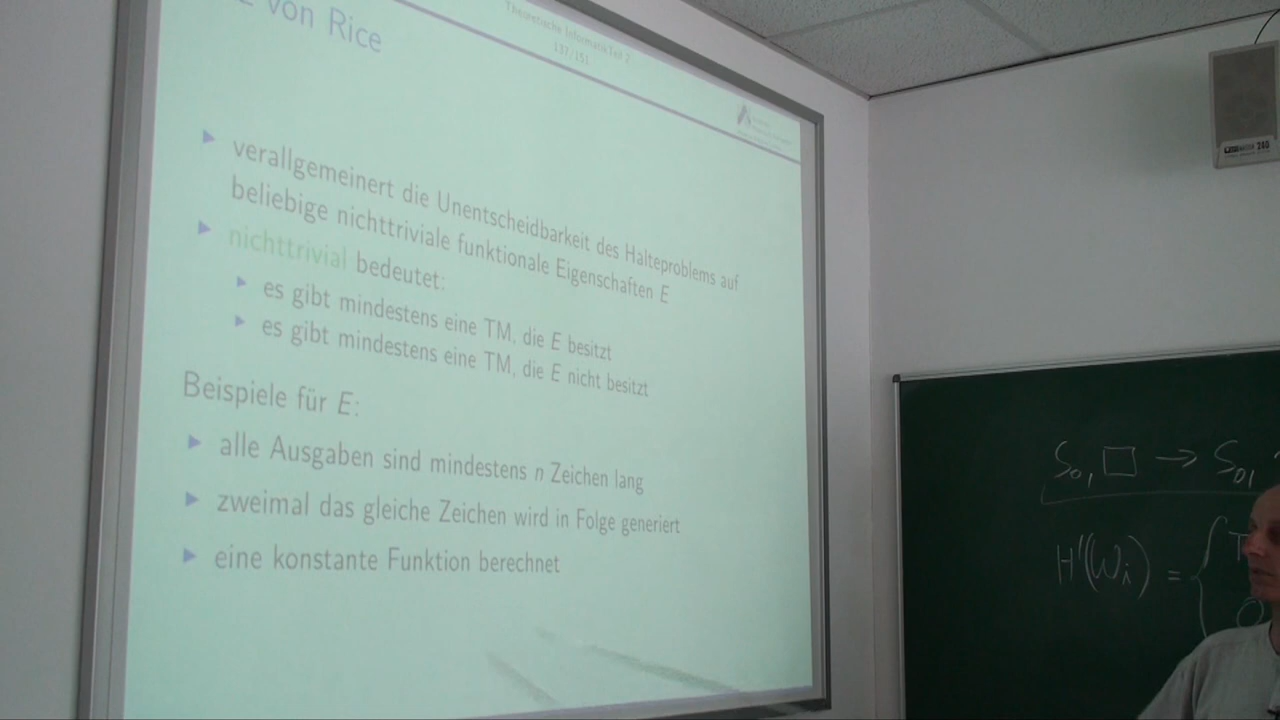 von Rice
Theoretische Informatik Teil 2
137/151
verallgemeinert die Unentscheidbarkeit des Halteproblems auf
beliebige nichttriviale funktionale Eigenschaften E
nichttrivial bedeutet:
es gibt mindestens eine TM, die E besitzt
es gibt mindestens eine TM, die E nicht besitzt
Beispiele für E:
alle Ausgaben sind mindestens n Zeichen lang
zweimal das gleiche Zeichen wird in Folge generiert
eine konstante Funktion berechnet
S₀, □ → S₀,
H'(Wᵢ) = {